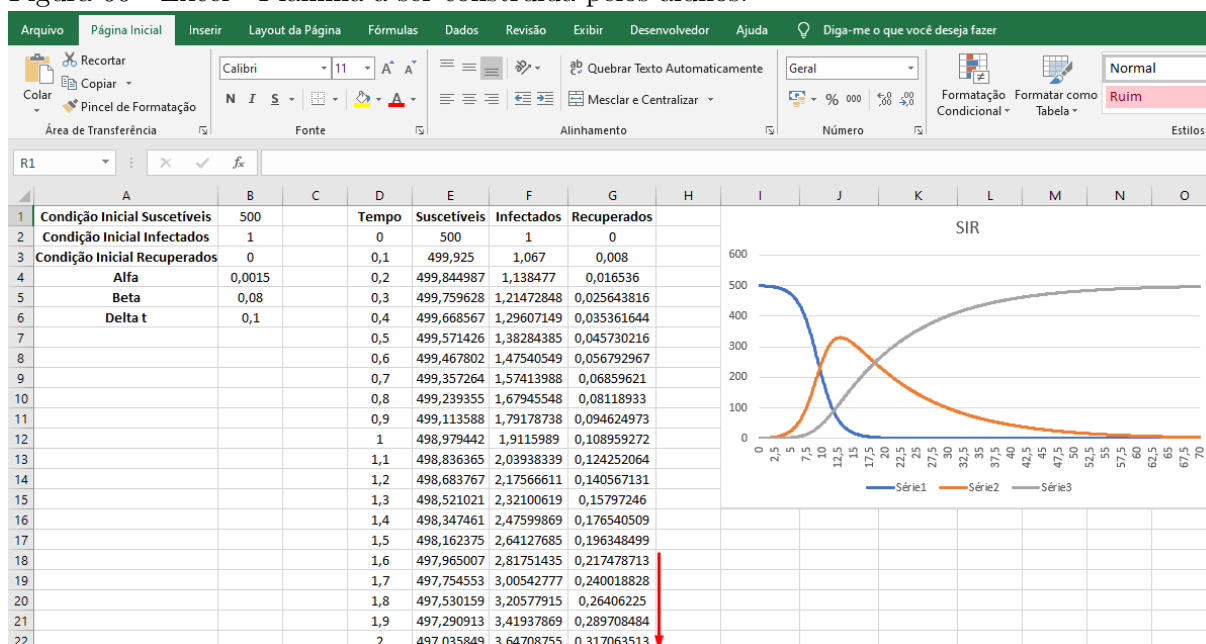 Arquivo Página Inicial Inserir Layout da Página Fórmulas Dados Revisão Exibir Desenvolvedor Ajuda Diga-me o que você deseja fazer
Colar
Recortar
Copiar
Pincel de Formatação
Área de Transferência
Calibri 11 A A
N I S A
Fonte
ab Quebrar Texto Automaticamente
Mesclar e Centralizar
Alinhamento
Geral
% 000 ,00 ,00 ,0
Número
Formatação Condicional
Formatar como Tabela
Normal
Ruim
Estilos
R1 fx
A B C D E F G H I J K L M N O
1 Condição Inicial Suscetíveis 500 Tempo Suscetíveis Infectados Recuperados
2 Condição Inicial Infectados 1 0 500 1 0
3 Condição Inicial Recuperados 0 0,1 499,925 1,067 0,008
4 Alfa 0,0015 0,2 499,844987 1,138477 0,016536
5 Beta 0,08 0,3 499,759628 1,21472848 0,025643816
6 Delta t 0,1 0,4 499,668567 1,29607149 0,035361644
7 0,5 499,571426 1,38284385 0,045730216
8 0,6 499,467802 1,47540549 0,056792967
9 0,7 499,357264 1,57413988 0,06859621
10 0,8 499,239355 1,67945548 0,08118933
11 0,9 499,113588 1,79178738 0,094624973
12 1 498,979442 1,9115989 0,108959272
13 1,1 498,836365 2,03938339 0,124252064
14 1,2 498,683767 2,17566611 0,140567131
15 1,3 498,521021 2,32100619 0,15797246
16 1,4 498,347461 2,47599869 0,176540509
17 1,5 498,162375 2,64127685 0,196348499
18 1,6 497,965007 2,81751435 0,217478713
19 1,7 497,754553 3,00542777 0,240018828
20 1,8 497,530159 3,20577915 0,26406225
21 1,9 497,290913 3,41937869 0,289708484
22 2 497,035849 3,64708755 0,317063513
SIR
600
500
400
300
200
100
0
0 2,5 5 7,5 10 12,5 15 17,5 20 22,5 25 27,5 30 32,5 35 37,5 40 42,5 45 47,5 50 52,5 55 57,5 60 62,5 65 67,5 70
Série1 Série2 Série3